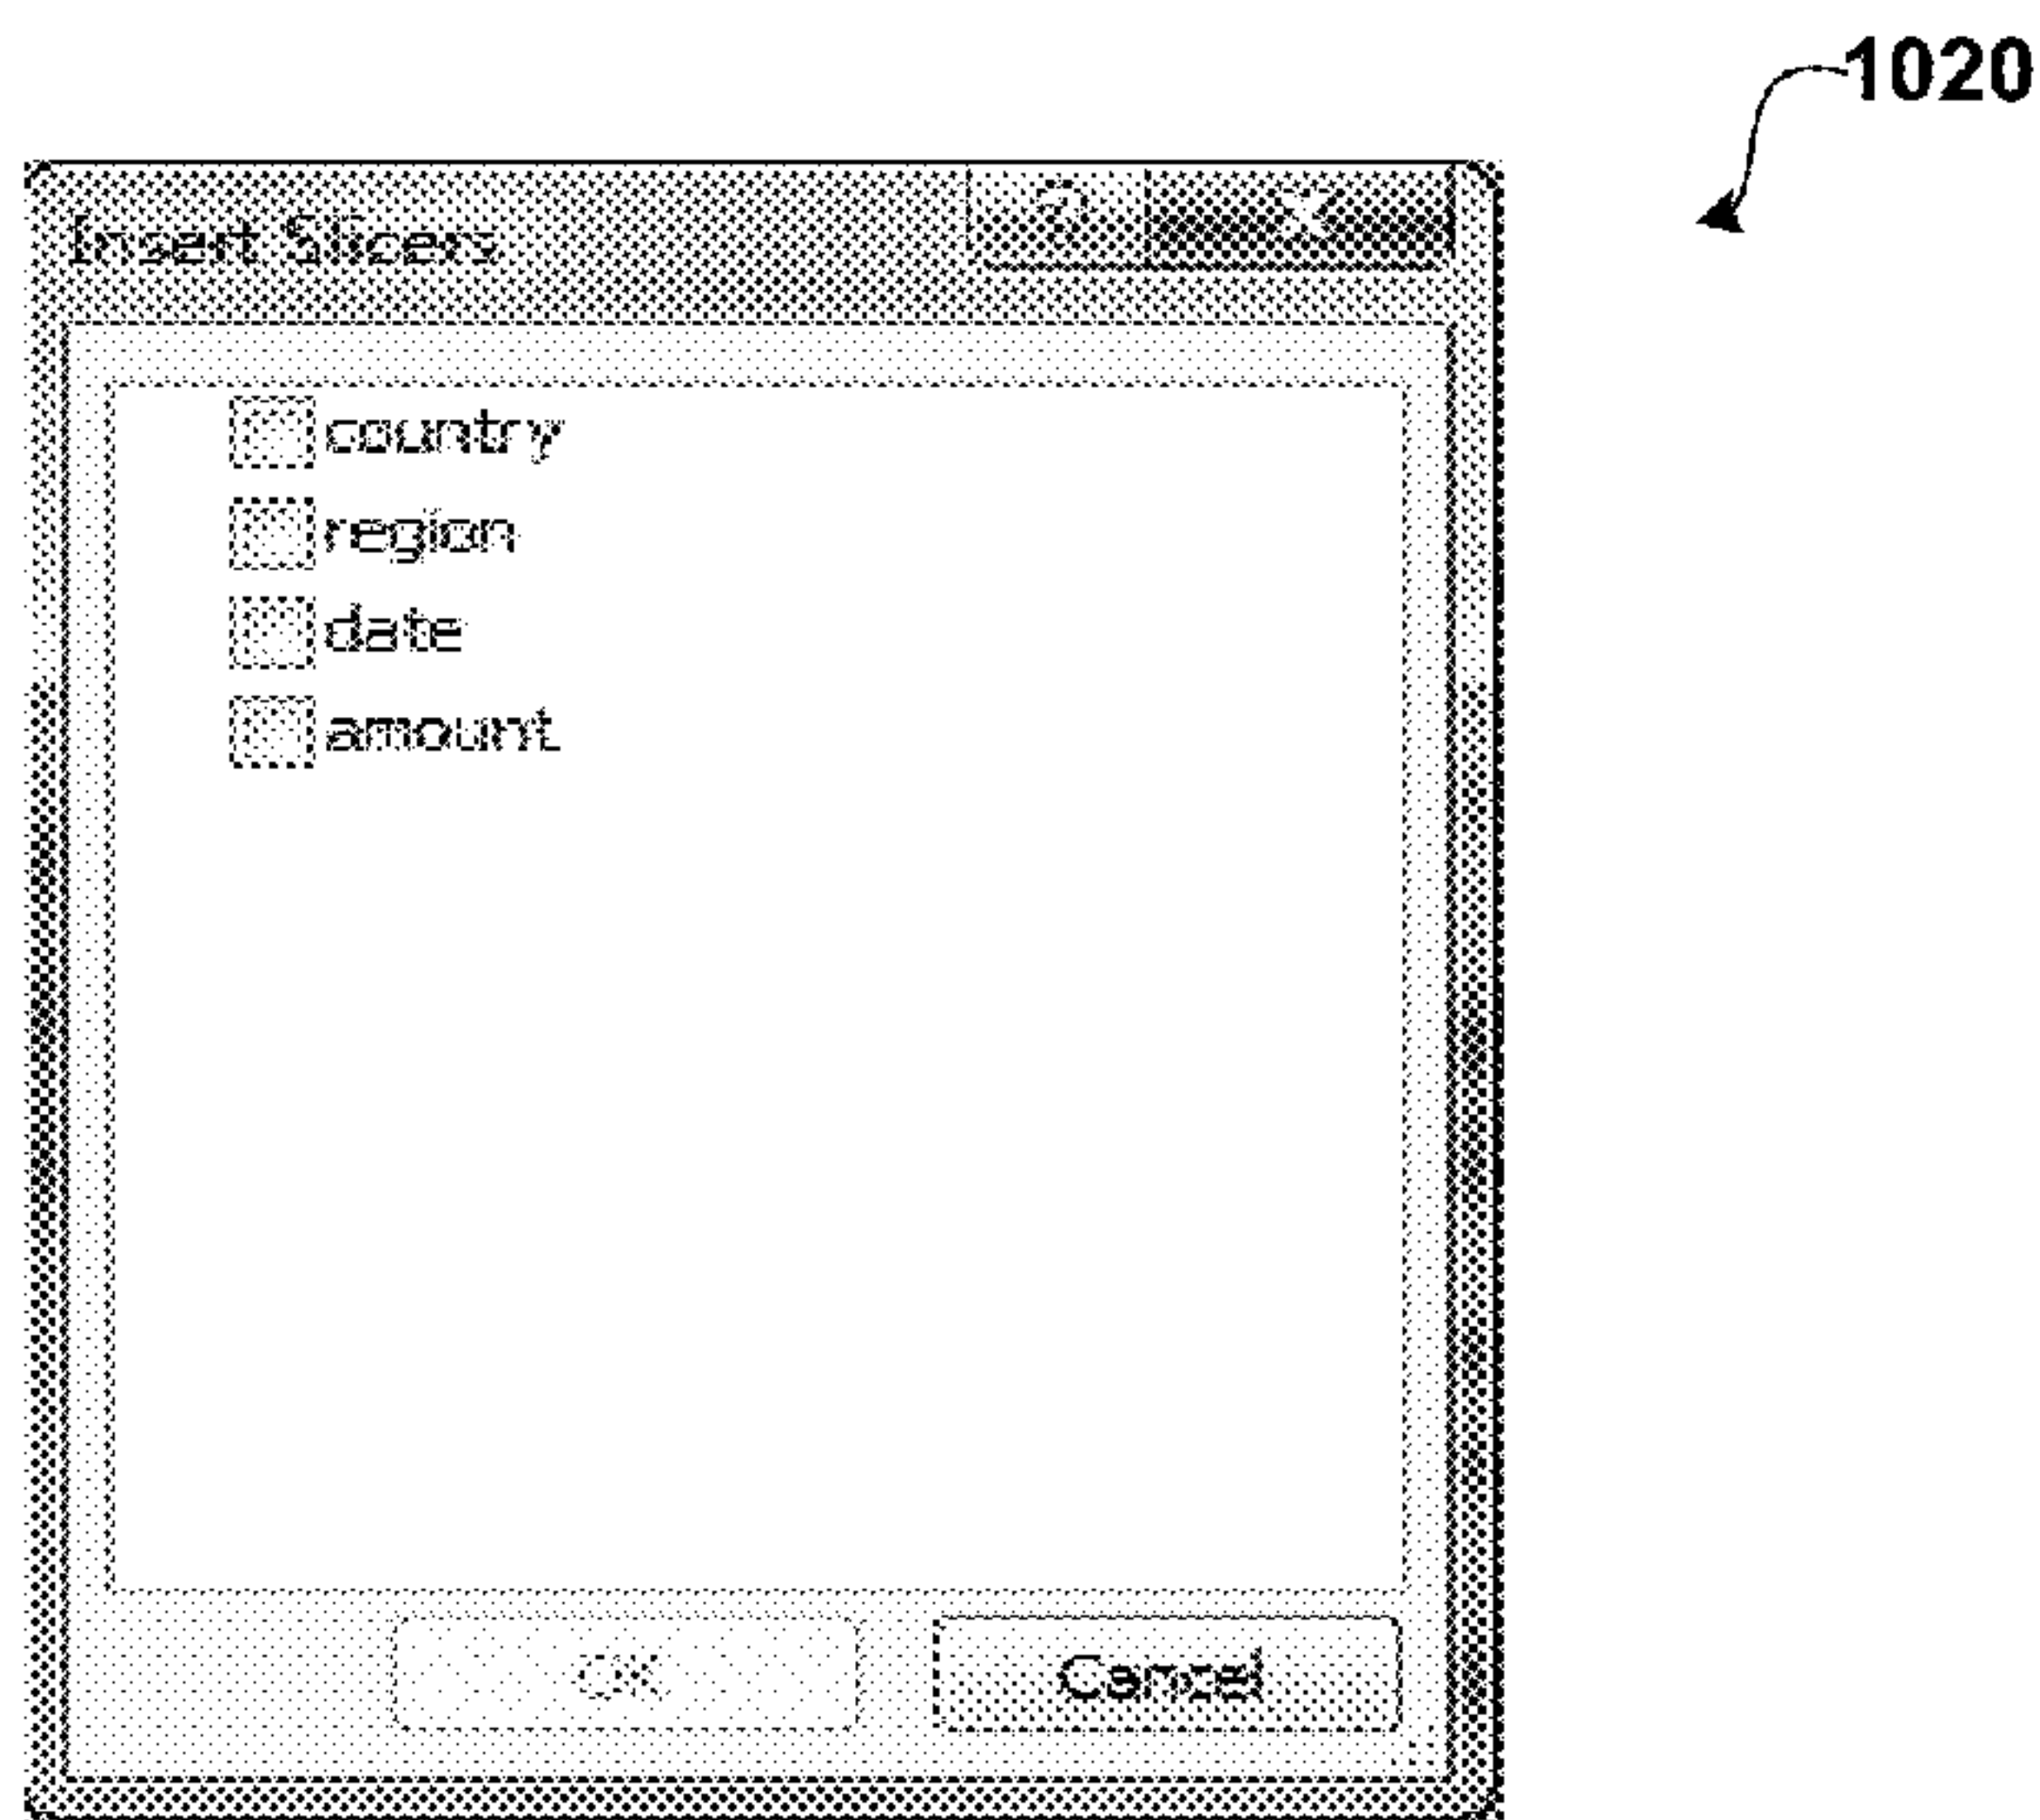 1020
Insert Slicers ? X
country
region
date
amount
OK Cancel